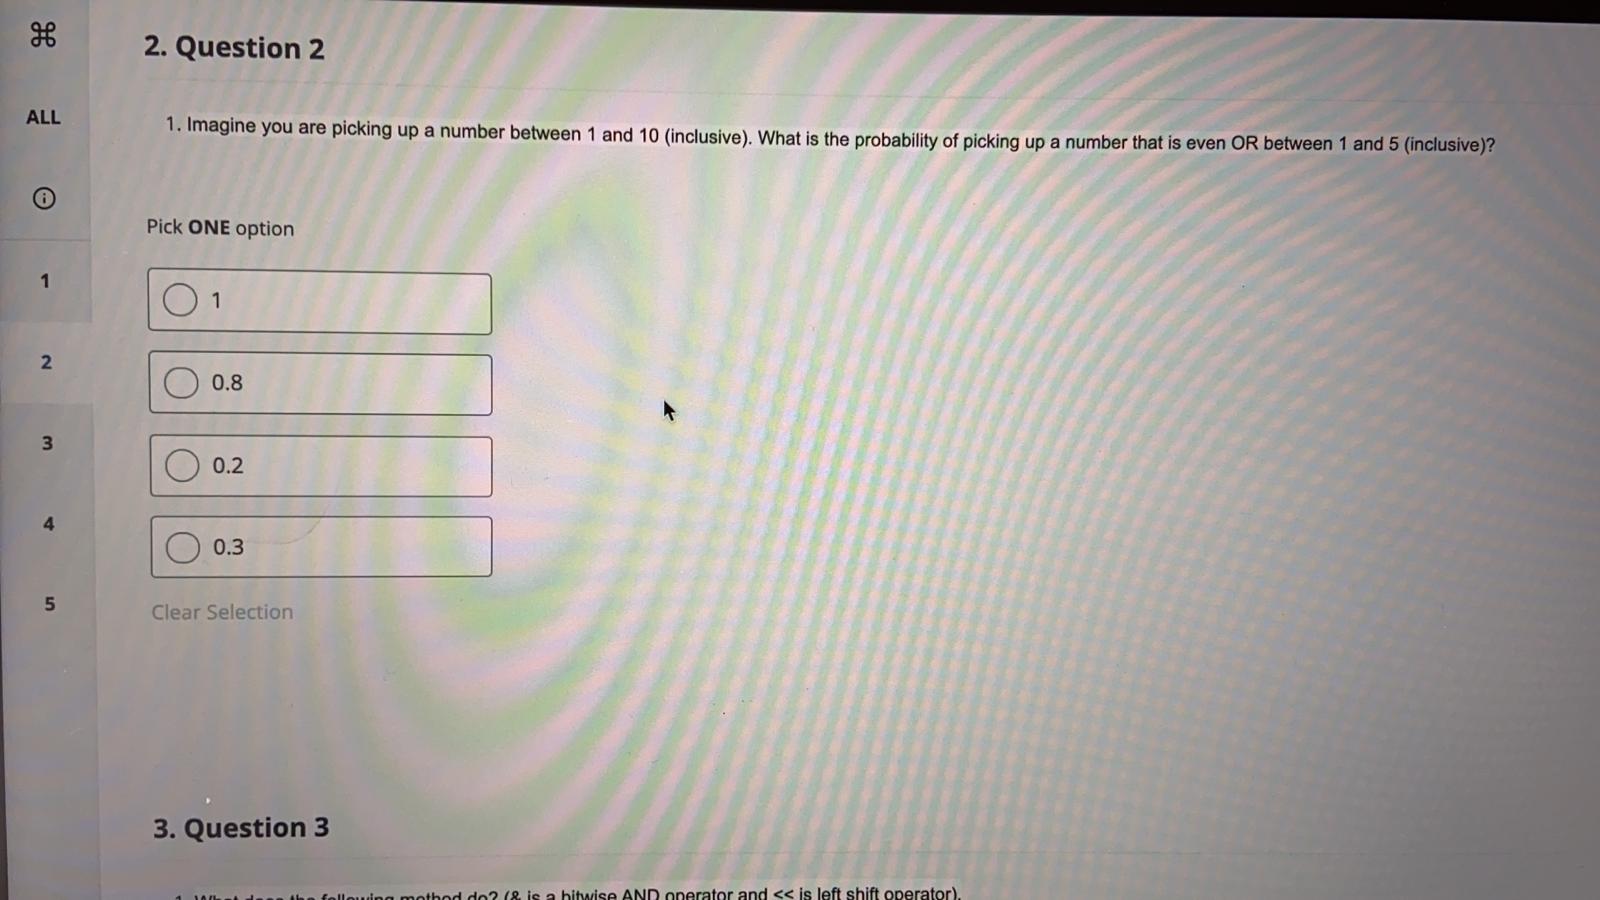 ⌘
ALL
1
2
3
4
5
2. Question 2
1. Imagine you are picking up a number between 1 and 10 (inclusive). What is the probability of picking up a number that is even OR between 1 and 5 (inclusive)?
Pick ONE option
1
0.8
0.2
0.3
Clear Selection
3. Question 3
1. What does the following method do? (& is a bitwise AND operator and << is left shift operator).